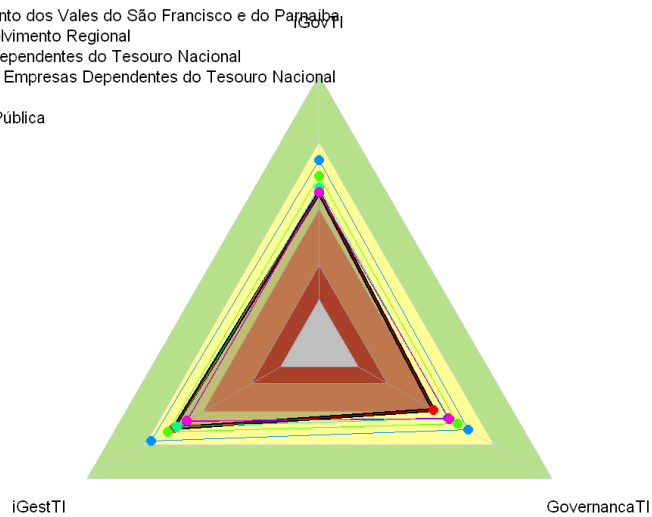 nto dos Vales do São Francisco e do Parnaíba
iGovTI
lvimento Regional
ependentes do Tesouro Nacional
Empresas Dependentes do Tesouro Nacional
Pública
iGestTI
GovernancaTI